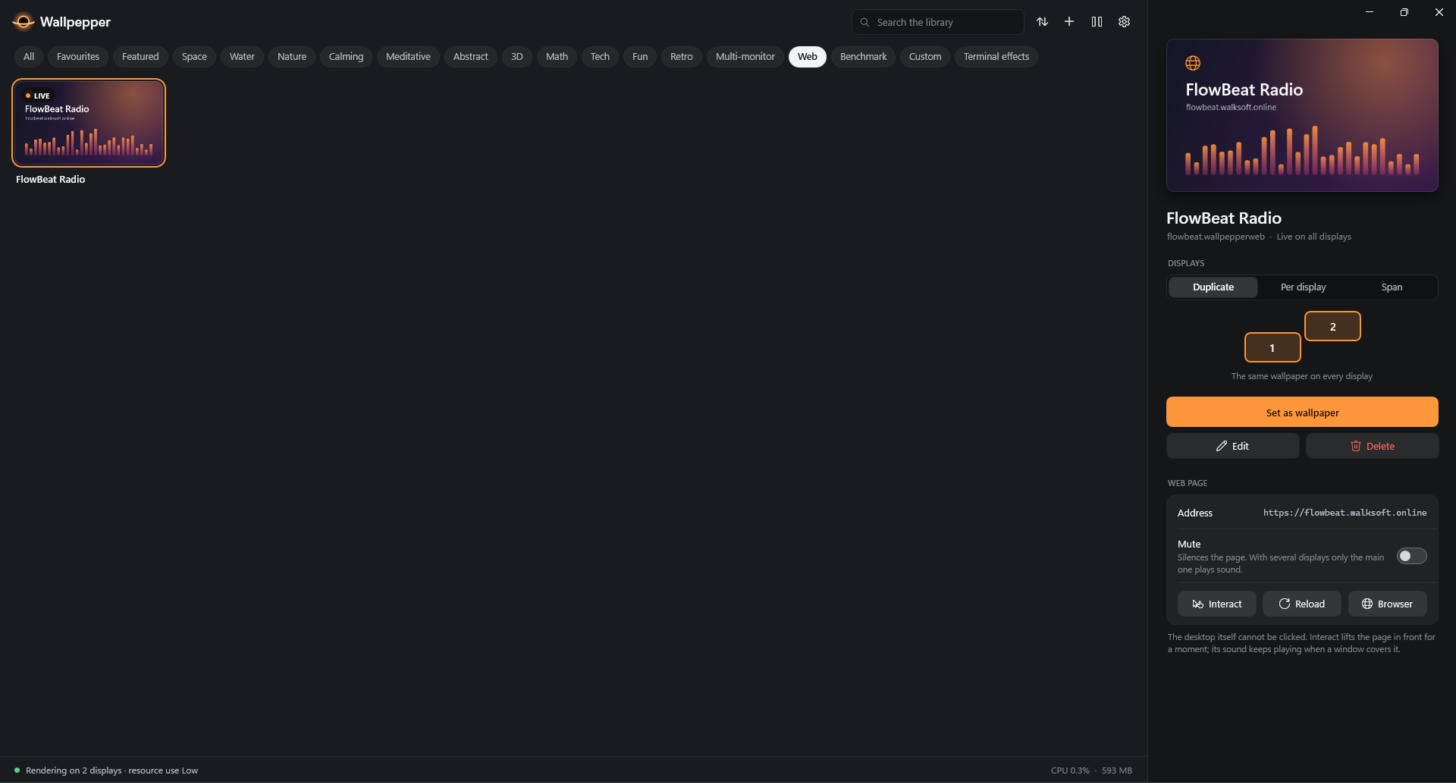 Wallpepper
Search the library
All Favourites Featured Space Water Nature Calming Meditative Abstract 3D Math Tech Fun Retro Multi-monitor Web Benchmark Custom Terminal effects
LIVE
FlowBeat Radio
flowbeat.walksoft.online
FlowBeat Radio
FlowBeat Radio
flowbeat.walksoft.online
FlowBeat Radio
flowbeat.wallpepperweb · Live on all displays
DISPLAYS
Duplicate Per display Span
2
1
The same wallpaper on every display
Set as wallpaper
Edit Delete
WEB PAGE
Address https://flowbeat.walksoft.online
Mute
Silences the page. With several displays only the main
one plays sound.
Interact Reload Browser
The desktop itself cannot be clicked. Interact lifts the page in front for
a moment; its sound keeps playing when a window covers it.
Rendering on 2 displays · resource use Low
CPU 0.3% · 593 MB